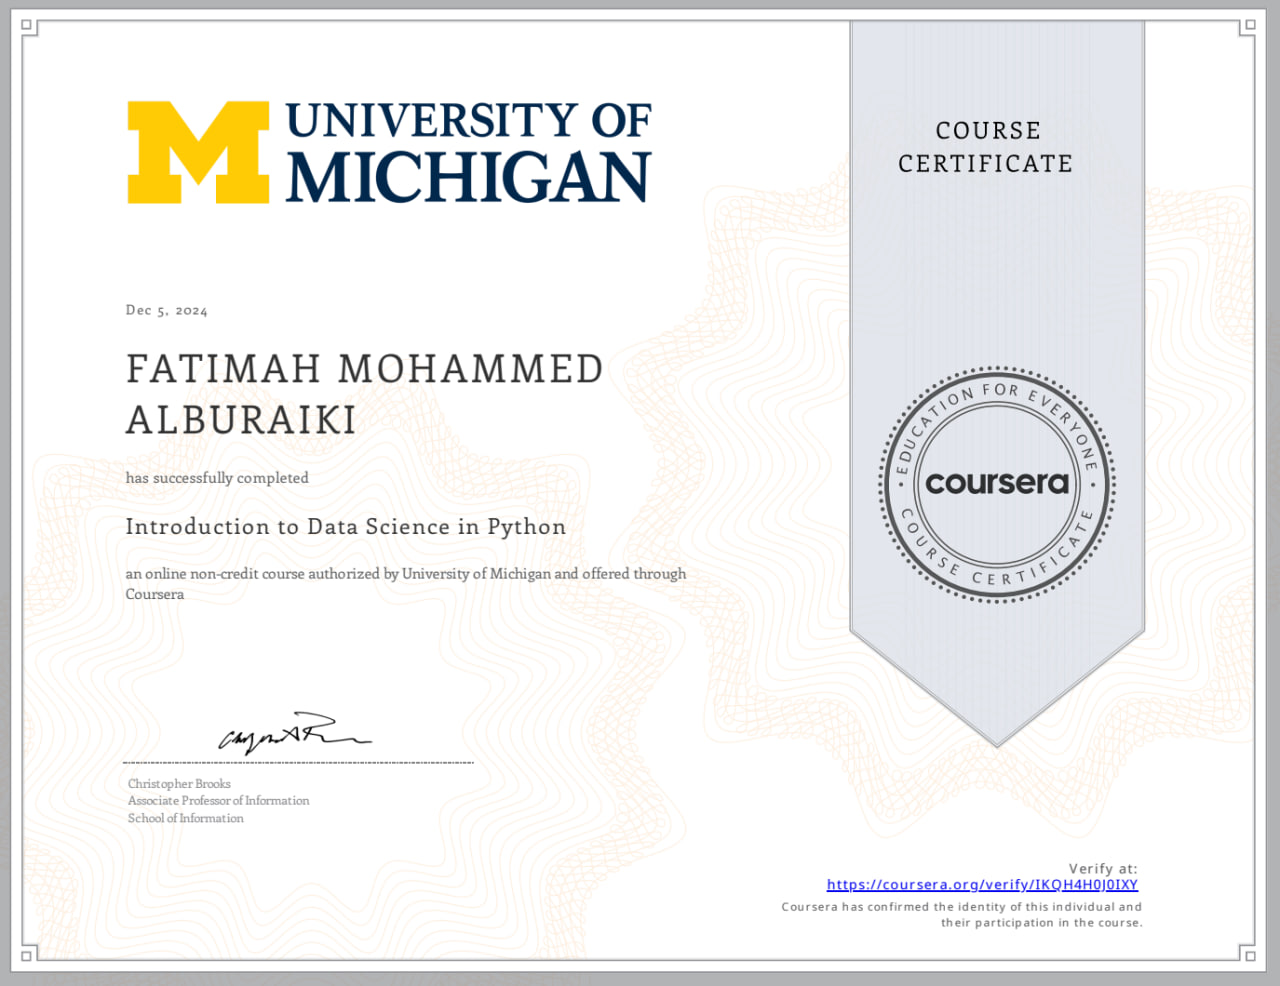 M UNIVERSITY OF
MICHIGAN
COURSE
CERTIFICATE
Dec 5, 2024
FATIMAH MOHAMMED
ALBURAIKI
has successfully completed
Introduction to Data Science in Python
an online non-credit course authorized by University of Michigan and offered through
Coursera
EDUCATION FOR EVERYONE
coursera
COURSE CERTIFICATE
Christopher Brooks
Associate Professor of Information
School of Information
Verify at:
https://coursera.org/verify/IKQH4H0J0IXY
Coursera has confirmed the identity of this individual and
their participation in the course.